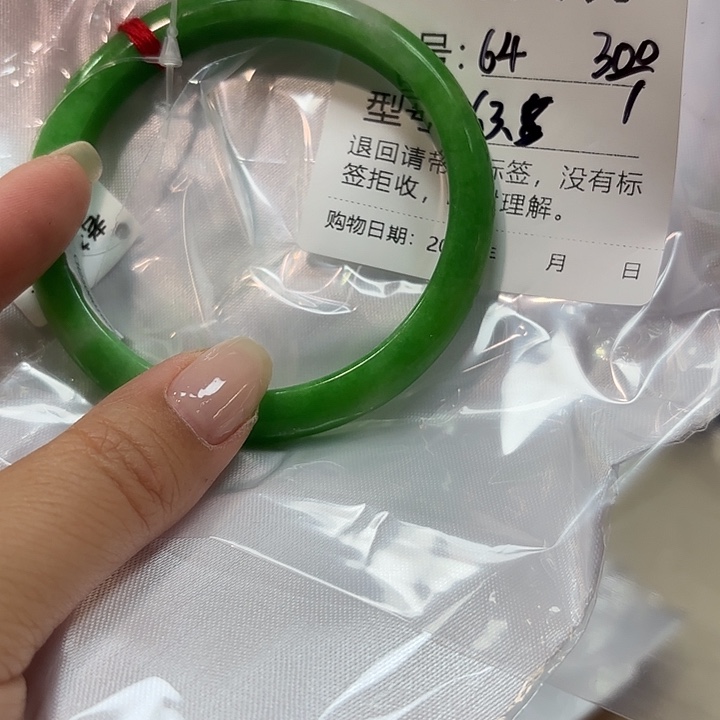 号: 64 300/1
型号 63.5
退回请带 标签，没有标
签拒收， 理解。
购物日期: 20 年 月 日